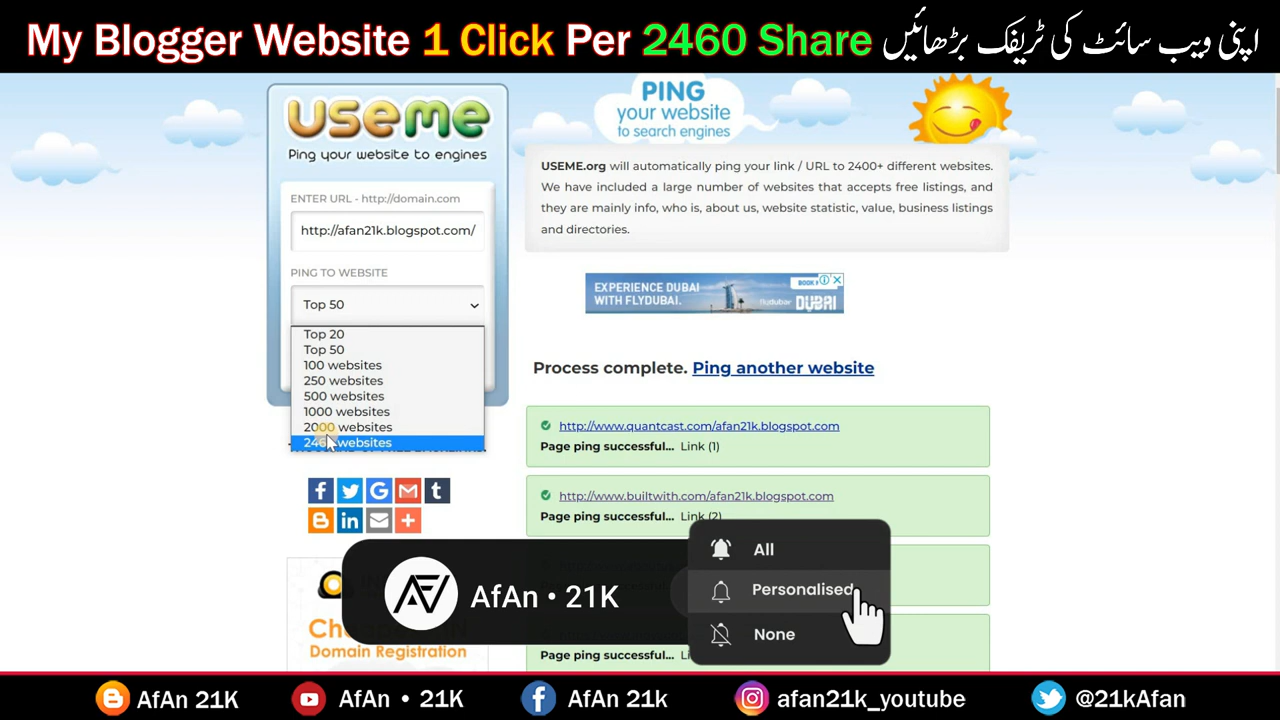 My Blogger Website 1 Click Per 2460 Share اپنی ویب سائٹ کی ٹریفک بڑھائیں
useme
Ping your website to engines
ENTER URL - http://domain.com
http://afan21k.blogspot.com/
PING TO WEBSITE
Top 50
Top 20
Top 50
100 websites
250 websites
500 websites
1000 websites
2000 websites
websites
PING
your website
to search engines
USEME.org will automatically ping your link / URL to 2400+ different websites.
We have included a large number of websites that accepts free listings, and
they are mainly info, who is, about us, website statistic, value, business listings
and directories.
EXPERIENCE DUBAI
WITH FLYDUBAI.
flydubai
DUBAI
Process complete. Ping another website
http://www.quantcast.com/afan21k.blogspot.com
Page ping successful... Link (1)
http://www.builtwith.com/afan21k.blogspot.com
Page ping successful... Link (2)
Page ping successful...
Domain Registration
AfAn • 21K
All
Personalised
None
AfAn 21K
AfAn • 21K
AfAn 21k
afan21k_youtube
@21kAfan